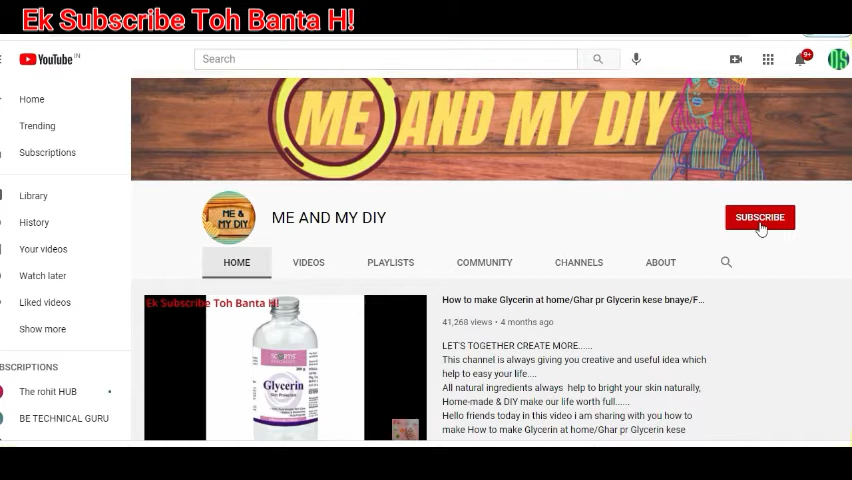 Ek Subscribe Toh Banta H!
YouTube IN
Search
9+
DS
Home
Trending
Subscriptions
Library
History
Your videos
Watch later
Liked videos
Show more
BSCRIPTIONS
The rohit HUB
BE TECHNICAL GURU
ME AND MY DIY
ME &
MY DIY
ME AND MY DIY
SUBSCRIBE
HOME
VIDEOS
PLAYLISTS
COMMUNITY
CHANNELS
ABOUT
Ek Subscribe Toh Banta H!
Glycerin
How to make Glycerin at home/Ghar pr Glycerin kese bnaye/F...
41,268 views • 4 months ago
LET'S TOGETHER CREATE MORE......
This channel is always giving you creative and useful idea which
help to easy your life....
All natural ingredients always help to bright your skin naturally,
Home-made & DIY make our life worth full......
Hello friends today in this video i am sharing with you how to
make How to make Glycerin at home/Ghar pr Glycerin kese